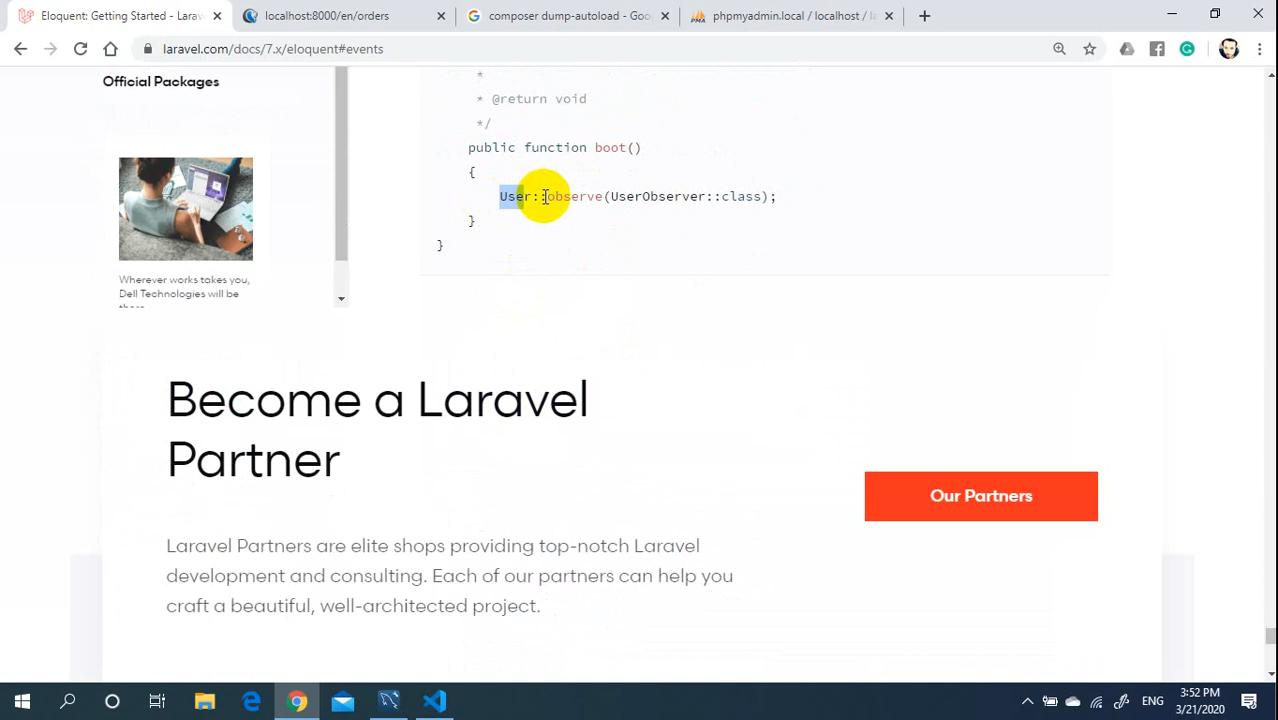 Eloquent: Getting Started - Larav
localhost:8000/en/orders
composer dump-autoload - Goo
phpmyadmin.local / localhost / la
laravel.com/docs/7.x/eloquent#events
Official Packages
Wherever works takes you,
Dell Technologies will be
there
*
* @return void
*/
public function boot()
{
User::observe(UserObserver::class);
}
}
Become a Laravel
Partner
Our Partners
Laravel Partners are elite shops providing top-notch Laravel
development and consulting. Each of our partners can help you
craft a beautiful, well-architected project.
ENG
3:52 PM
3/21/2020